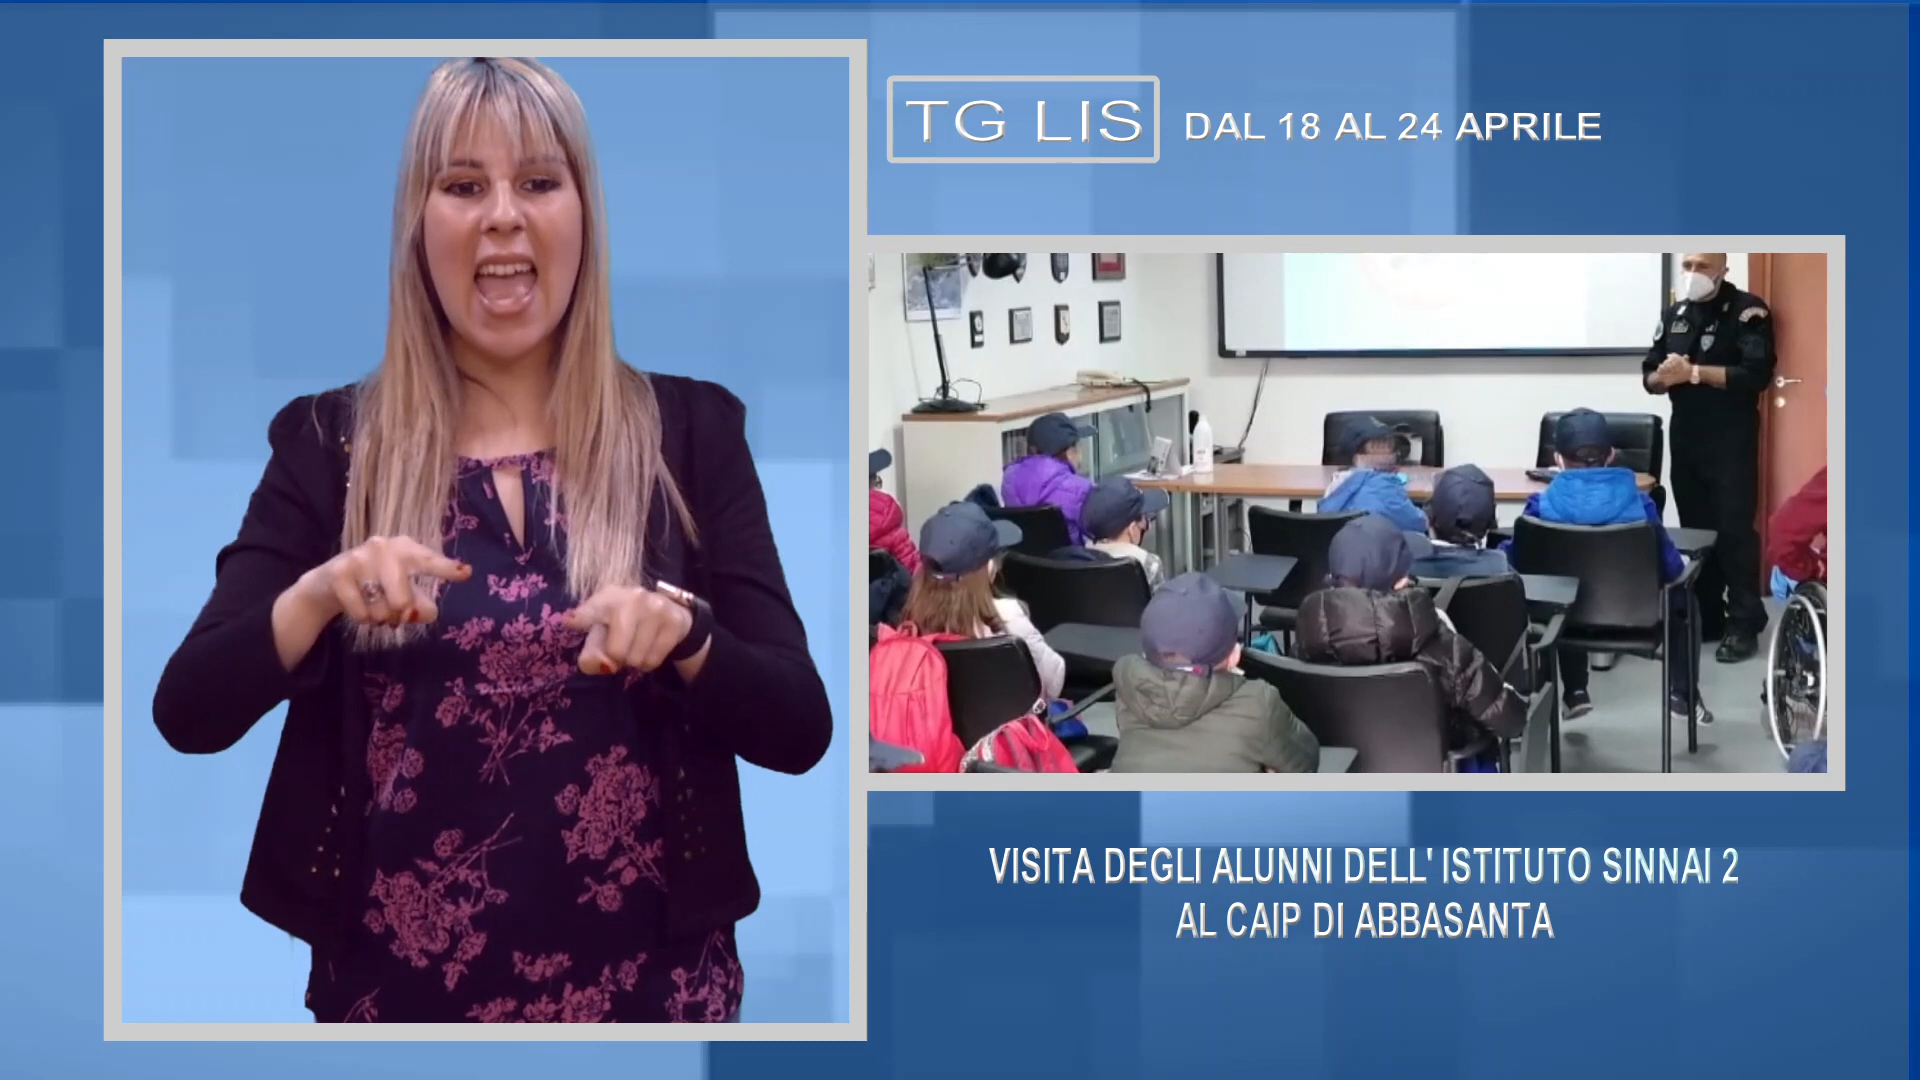 TG LIS DAL 18 AL 24 APRILE
VISITA DEGLI ALUNNI DELL' ISTITUTO SINNAI 2
AL CAIP DI ABBASANTA